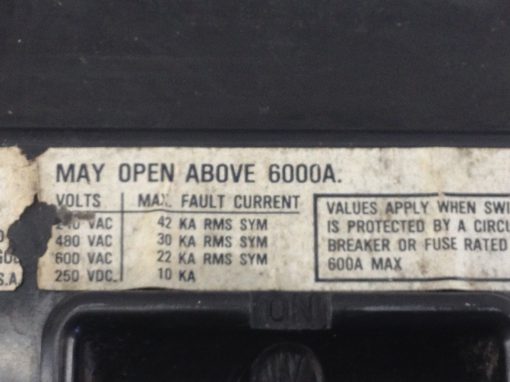 MAY OPEN ABOVE 6000A.
VOLTS MAX. FAULT CURRENT
240 VAC 42 KA RMS SYM
480 VAC 30 KA RMS SYM
600 VAC 22 KA RMS SYM
250 VDC. 10 KA
VALUES APPLY WHEN
IS PROTECTED BY A
BREAKER OR FUSE RATED
600A MAX
S.A
ON